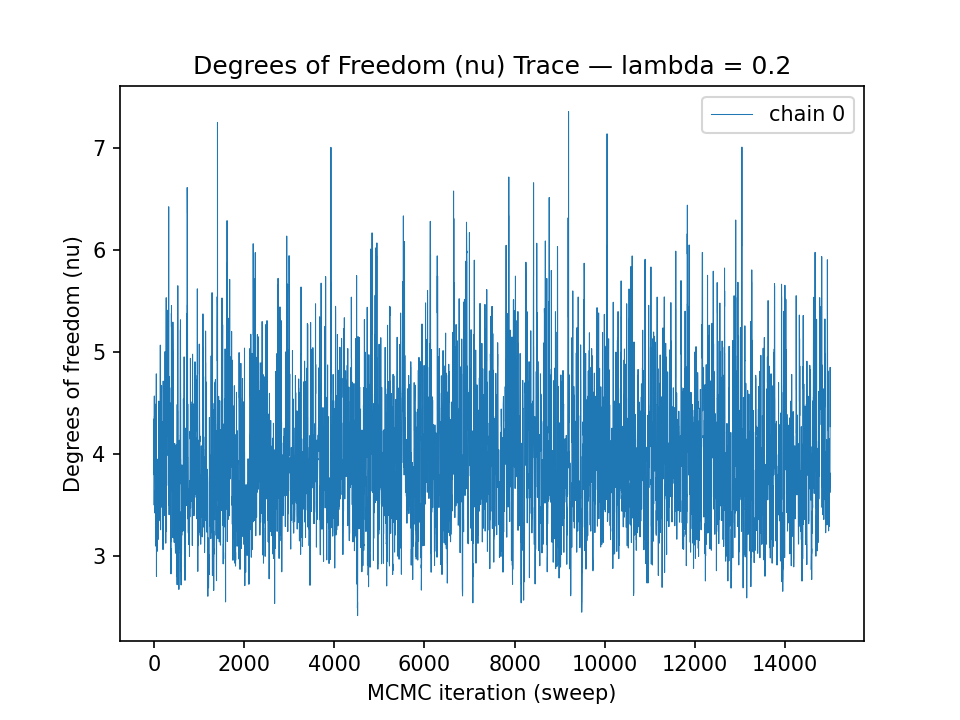 Degrees of Freedom (nu) Trace — lambda = 0.2
chain 0
Degrees of freedom (nu)
7
6
5
4
3
0 2000 4000 6000 8000 10000 12000 14000
MCMC iteration (sweep)